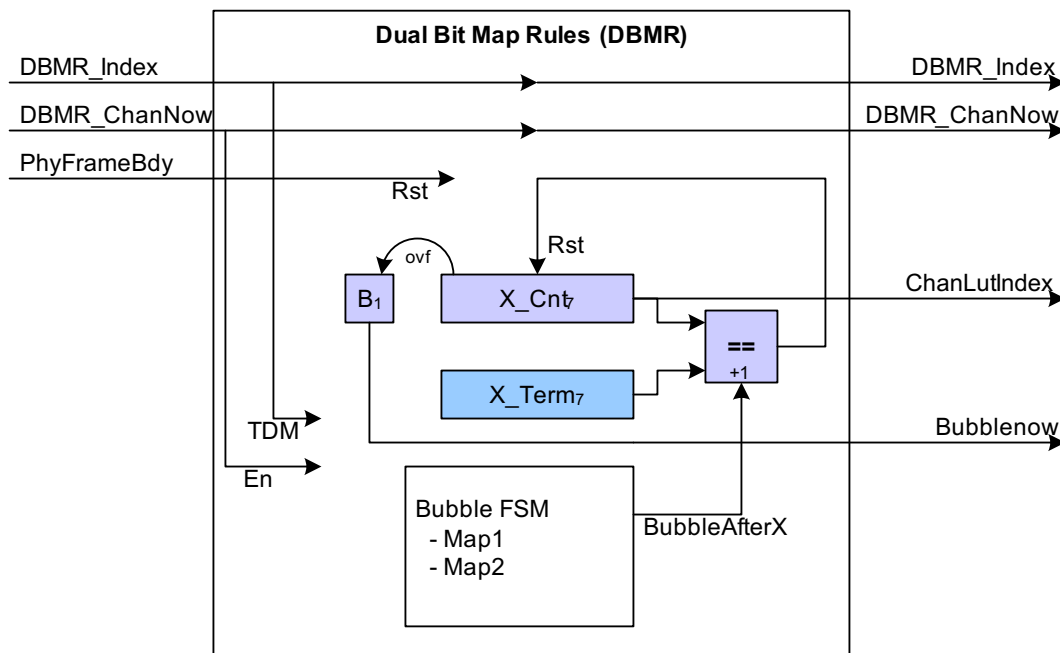 Dual Bit Map Rules (DBMR)
DBMR_Index
DBMR_Index
DBMR_ChanNow
DBMR_ChanNow
PhyFrameBdy
Rst
Rst
ovf
B1
X_Cnt7
ChanLutIndex
==
+1
X_Term7
TDM
Bubblenow
En
Bubble FSM
- Map1
- Map2
BubbleAfterX